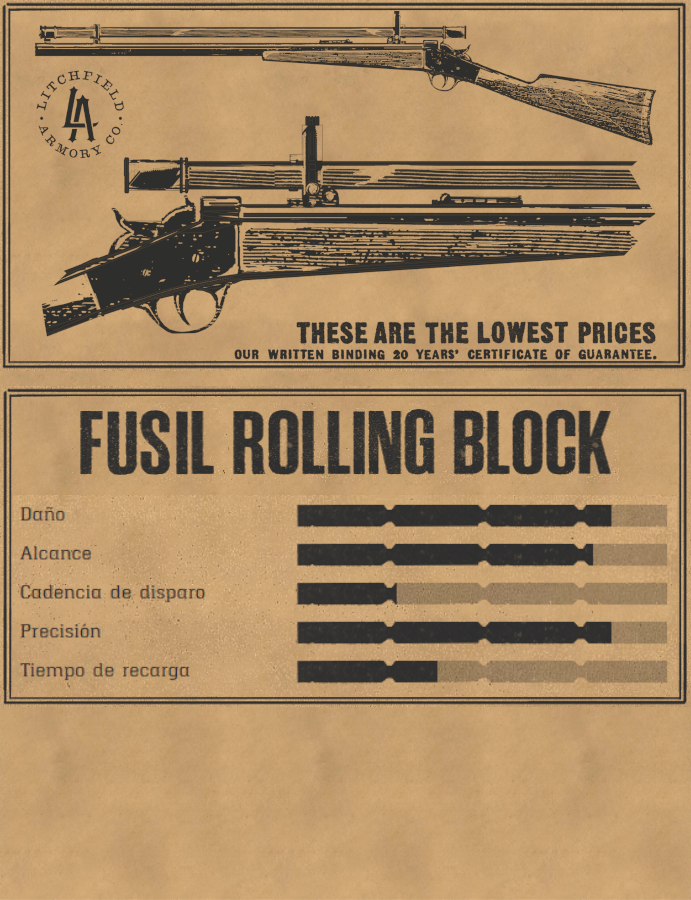 LITCHFIELD
LA
ARMORY CO.
THESE ARE THE LOWEST PRICES
OUR WRITTEN BINDING 20 YEARS' CERTIFICATE OF GUARANTEE.
FUSIL ROLLING BLOCK
Daño
Alcance
Cadencia de disparo
Precisión
Tiempo de recarga